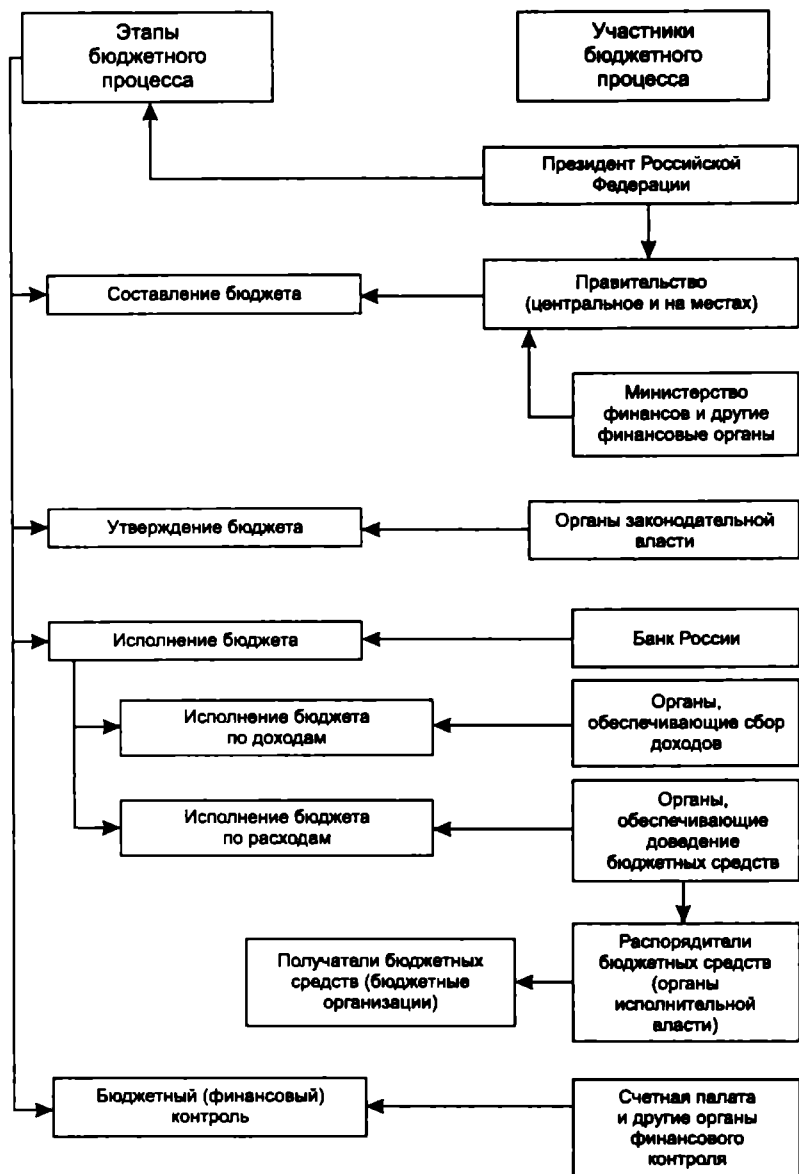 Этапы
бюджетного
процесса
Участники
бюджетного
процесса
Президент Российской
Федерации
Составление бюджета
Правительство
(центральное и на местах)
Министерство
финансов и другие
финансовые органы
Утверждение бюджета
Органы законодательной
власти
Исполнение бюджета
Банк России
Исполнение бюджета
по доходам
Органы,
обеспечивающие сбор
доходов
Исполнение бюджета
по расходам
Органы,
обеспечивающие
доведение
бюджетных средств
Получатали бюджетных
средств (бюджетные
организации)
Распорядители
бюджетных средств
(органы
исполнительной
власти)
Бюджетный (финансовый)
контроль
Счетная палата
и другие органы
финансового
контроля